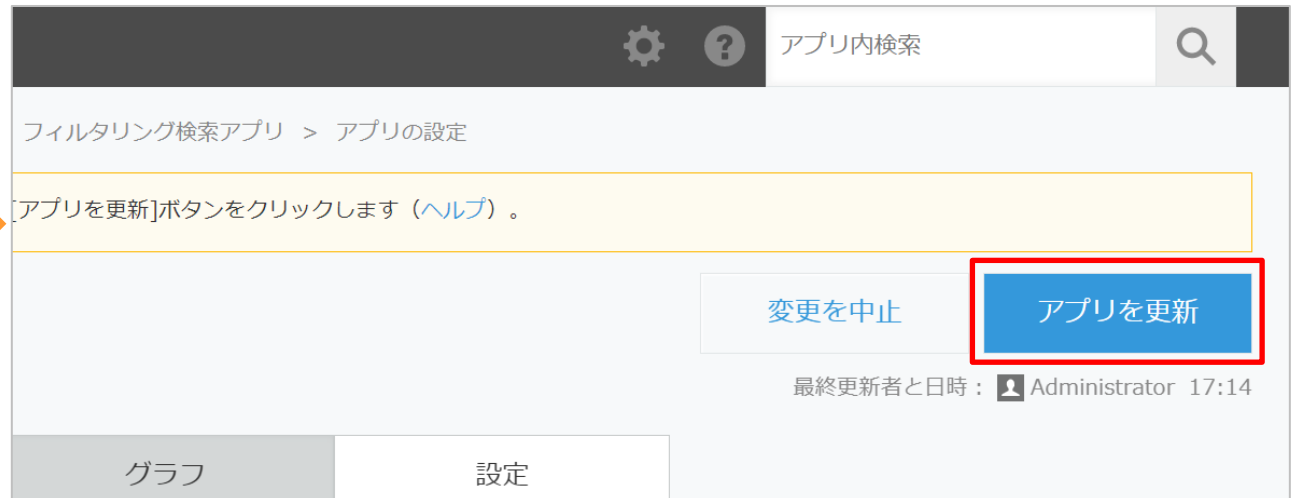 アプリ内検索
フィルタリング検索アプリ > アプリの設定
[アプリを更新]ボタンをクリックします（ヘルプ）。
変更を中止 アプリを更新
最終更新者と日時： Administrator 17:14
グラフ 設定